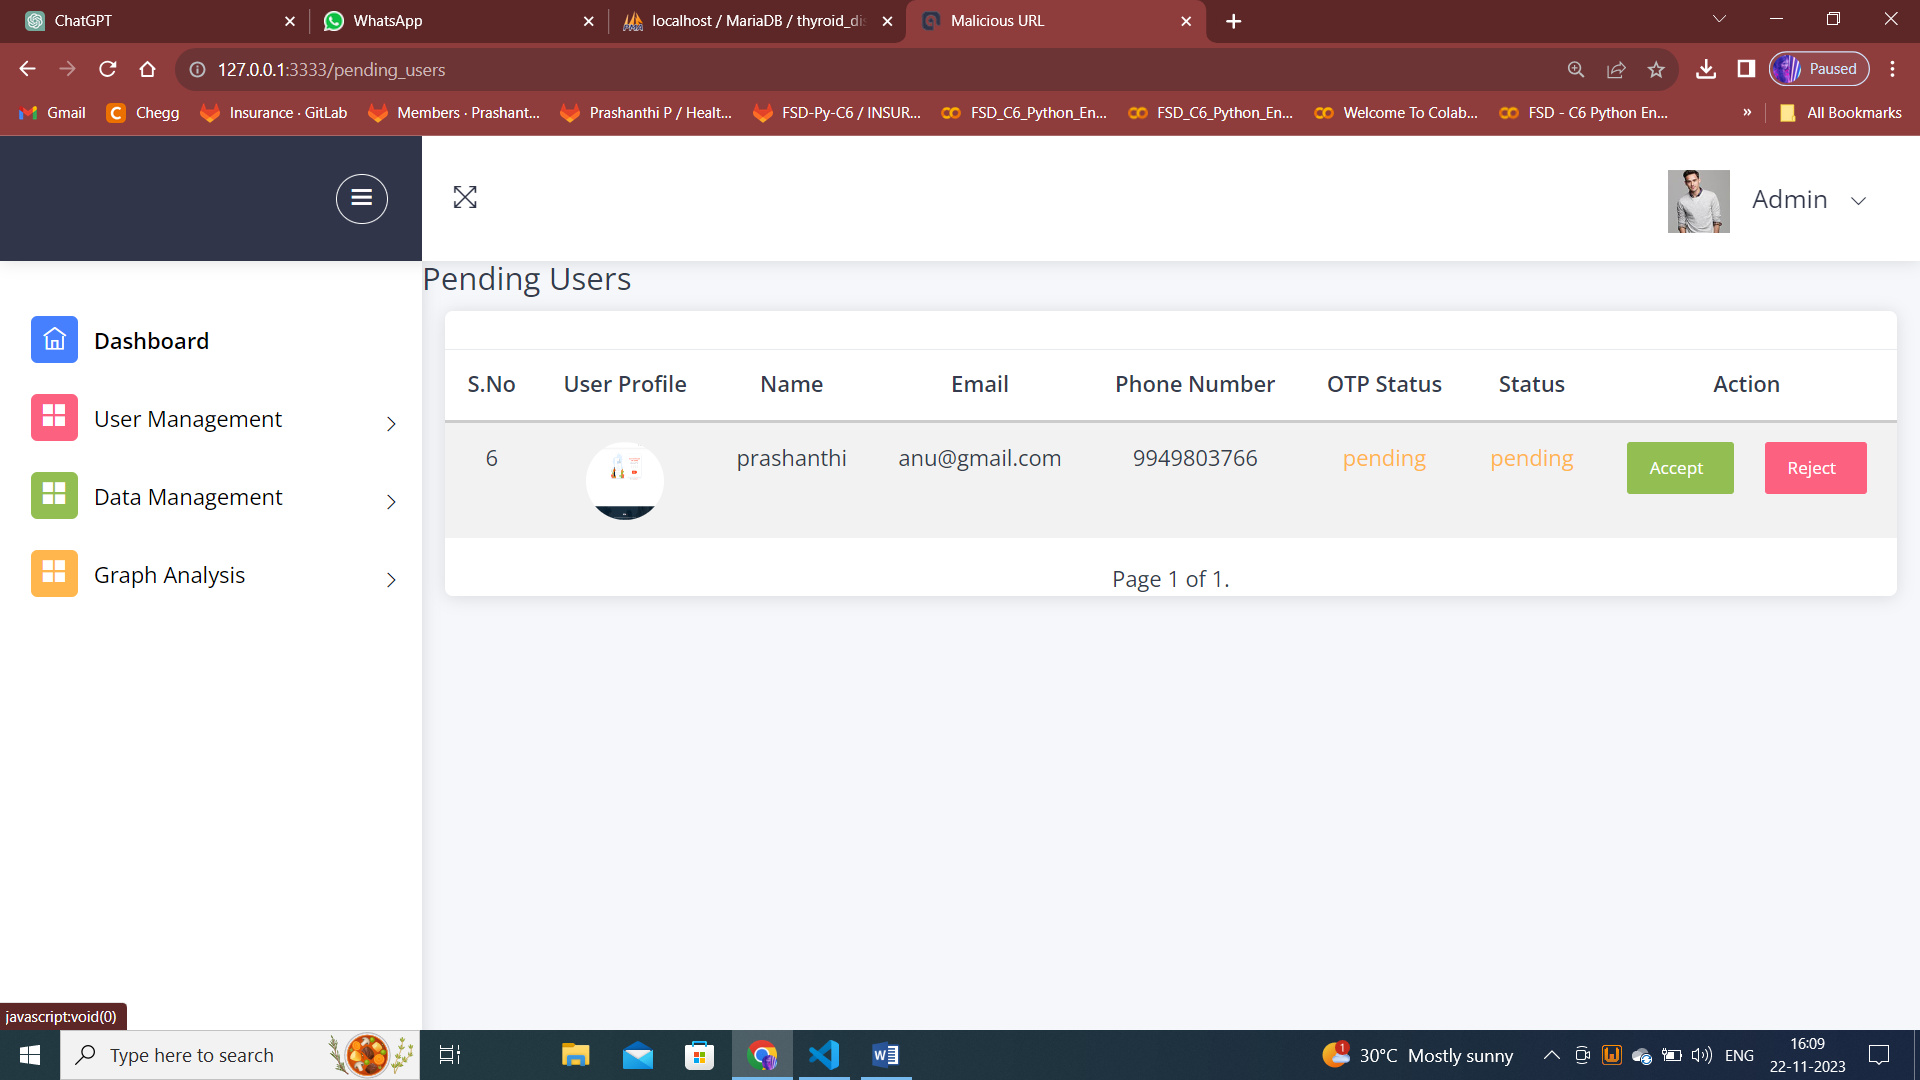 ChatGPT
WhatsApp
localhost / MariaDB / thyroid_di
Malicious URL
127.0.0.1:3333/pending_users
Paused
Gmail
Chegg
Insurance · GitLab
Members · Prashant...
Prashanthi P / Healt...
FSD-Py-C6 / INSUR...
FSD_C6_Python_En...
FSD_C6_Python_En...
Welcome To Colab...
FSD - C6 Python En...
»
All Bookmarks
Admin
Pending Users
Dashboard
User Management
Data Management
Graph Analysis
S.No User Profile Name Email Phone Number OTP Status Status Action
6 prashanthi anu@gmail.com 9949803766 pending pending Accept Reject
Page 1 of 1.
javascript:void(0)
Type here to search
1
30°C Mostly sunny
ENG
16:09
22-11-2023